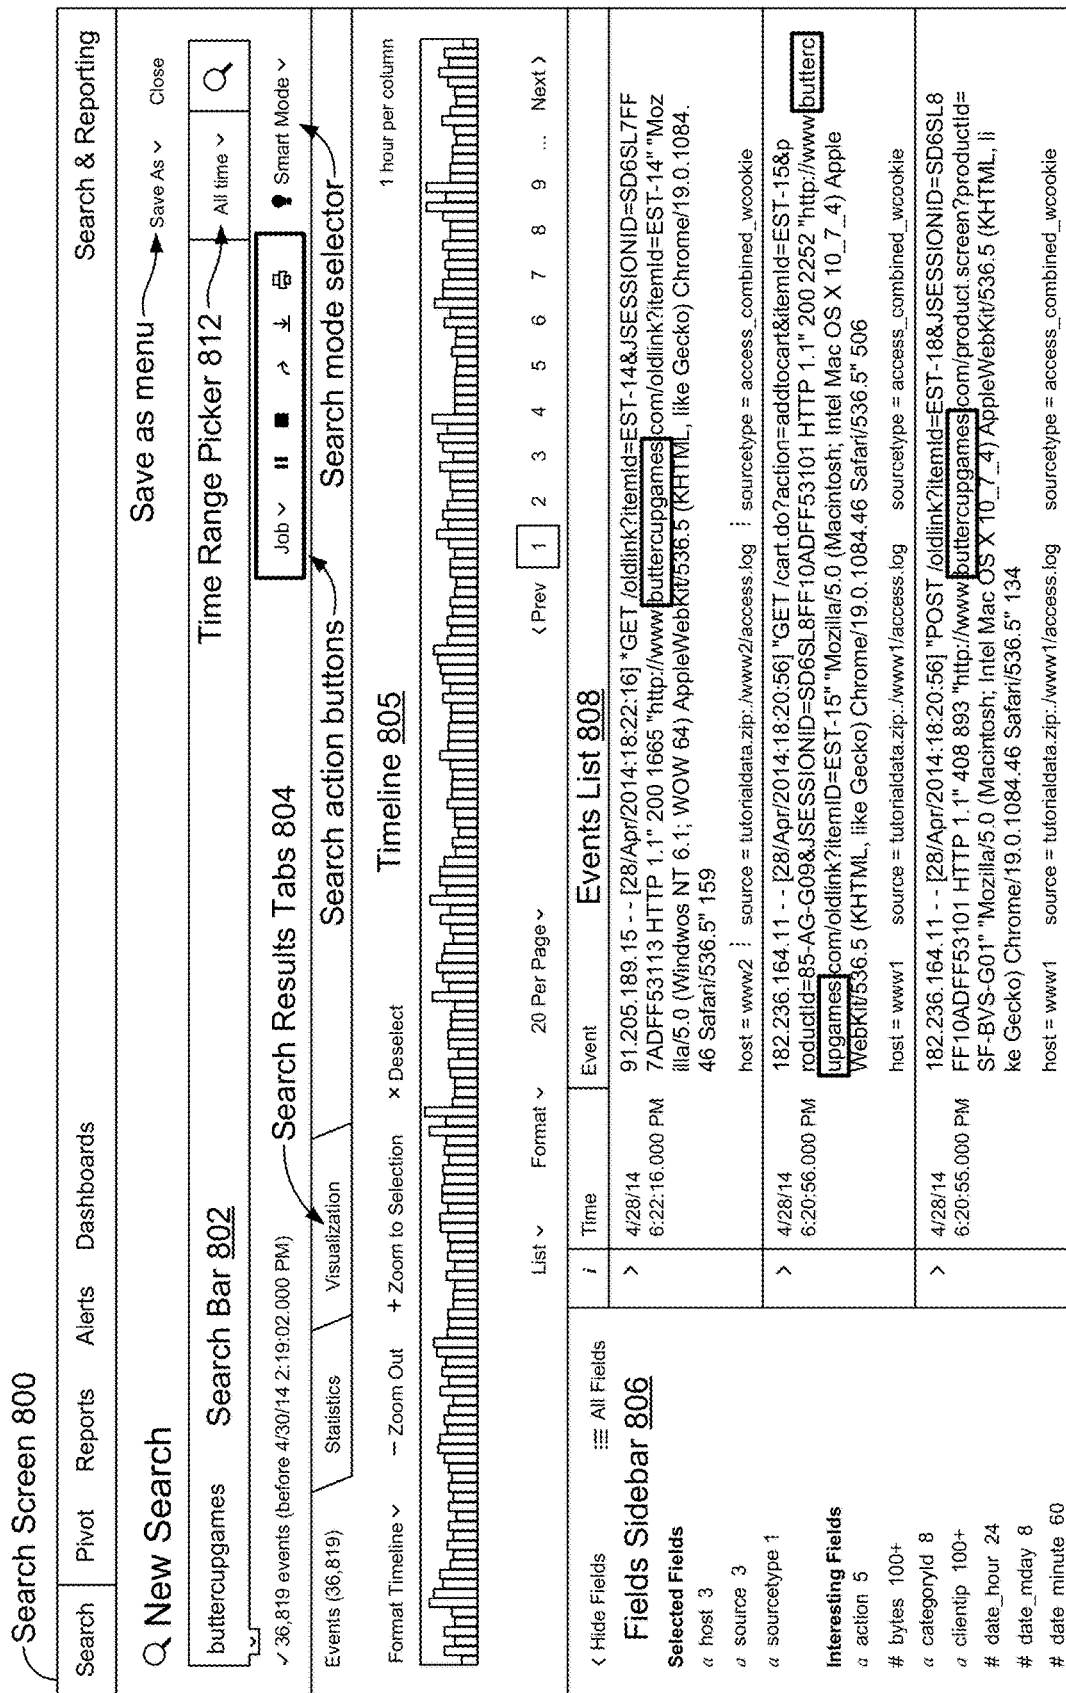 Search Screen 800
Search Pivot Reports Alerts Dashboards Search & Reporting
New Search
Save as menu
Save As Close
buttercupgames Search Bar 802
Time Range Picker 812
All time
✓ 36,819 events (before 4/30/14 2:19:02.000 PM)
Search Results Tabs 804
Job
Smart Mode
Events (36,819) Statistics Visualization
Search action buttons
Search mode selector
Format Timeline – Zoom Out + Zoom to Selection × Deselect
Timeline 805
1 hour per column
List Format 20 Per Page
< Prev 1 2 3 4 5 6 7 8 9 ... Next >
< Hide Fields All Fields
Fields Sidebar 806
Selected Fields
a host 3
a source 3
a sourcetype 1
Interesting Fields
a action 5
# bytes 100+
a categoryId 8
a clientip 100+
# date_hour 24
# date_mday 8
# date_minute 60
Events List 808
i Time Event
> 4/28/14
6:22:16.000 PM
91.205.189.15 - - [28/Apr/2014:18:22:16] "GET /oldlink?itemId=EST-14&JSESSIONID=SD6SL7FF
7ADFF53113 HTTP 1.1" 200 1665 "http://www.buttercupgames.com/oldlink?itemId=EST-14" "Moz
illa/5.0 (Windwos NT 6.1; WOW 64) AppleWebKit/536.5 (KHTML, like Gecko) Chrome/19.0.1084.
46 Safari/536.5" 159
host = www2 source = tutorialdata.zip:./www2/access.log sourcetype = access_combined_wcookie
> 4/28/14
6:20:56.000 PM
182.236.164.11 - - [28/Apr/2014:18:20:56] "GET /cart.do?action=addtocart&itemId=EST-15&p
roductId=85-AG-G09&JSESSIONID=SD6SL8FF10ADFF53101 HTTP 1.1" 200 2252 "http://www.butterc
upgames.com/oldlink?itemID=EST-15" "Mozilla/5.0 (Macintosh; Intel Mac OS X 10_7_4) Apple
WebKit/536.5 (KHTML, like Gecko) Chrome/19.0.1084.46 Safari/536.5" 506
host = www1 source = tutorialdata.zip:./www1/access.log sourcetype = access_combined_wcookie
> 4/28/14
6:20:55.000 PM
182.236.164.11 - - [28/Apr/2014:18:20:56] "POST /oldlink?itemId=EST-18&JSESSIONID=SD6SL8
FF10ADFF53101 HTTP 1.1" 408 893 "http://www.buttercupgames.com/product.screen?productId=
SF-BVS-G01" "Mozilla/5.0 (Macintosh; Intel Mac OS X 10_7_4) AppleWebKit/536.5 (KHTML, li
ke Gecko) Chrome/19.0.1084.46 Safari/536.5" 134
host = www1 source = tutorialdata.zip:./www1/access.log sourcetype = access_combined_wcookie